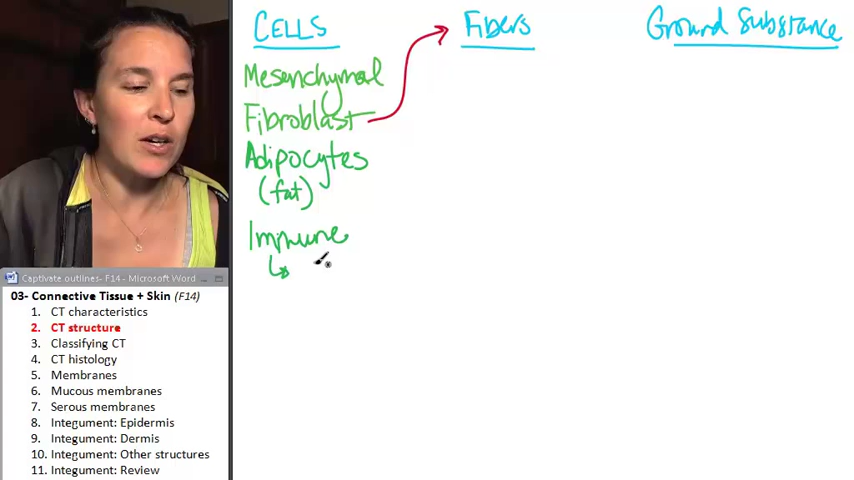 CELLS
Fibers
Ground Substance
Mesenchymal
Fibroblast
Adipocytes
(fat)
Immune
Captivate outlines- F14 - Microsoft Word
03- Connective Tissue + Skin (F14)
1. CT characteristics
2. CT structure
3. Classifying CT
4. CT histology
5. Membranes
6. Mucous membranes
7. Serous membranes
8. Integument: Epidermis
9. Integument: Dermis
10. Integument: Other structures
11. Integument: Review